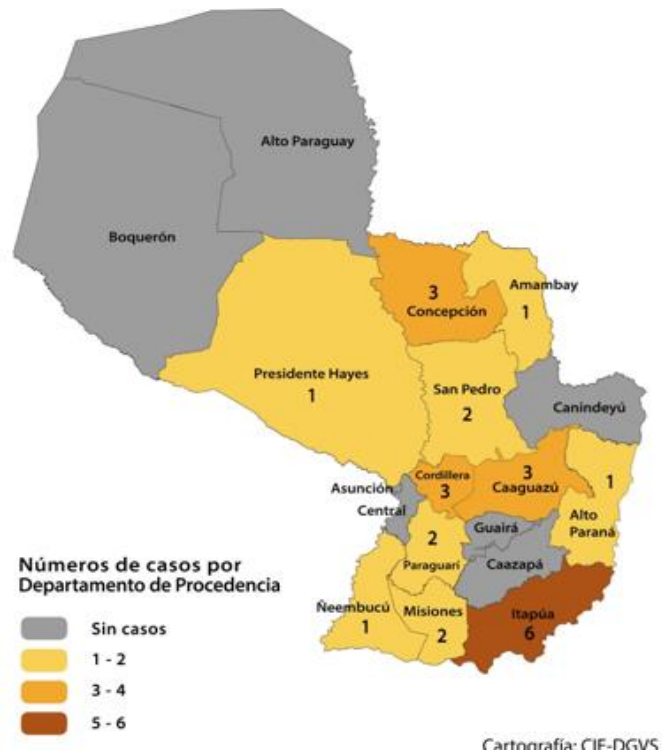 Alto Paraguay
Boquerón
3
Concepción
Amambay
1
Presidente Hayes
1
San Pedro
2
Canindeyú
Cordillera
3
3
Caaguazú
1
Alto
Paraná
Asunción
Central
Guairá
2
Paraguarí
Caazapá
Ñeembucú
1
Misiones
2
Itapúa
6
Números de casos por
Departamento de Procedencia
Sin casos
1 - 2
3 - 4
5 - 6
Cartografía: CIE-DGVS